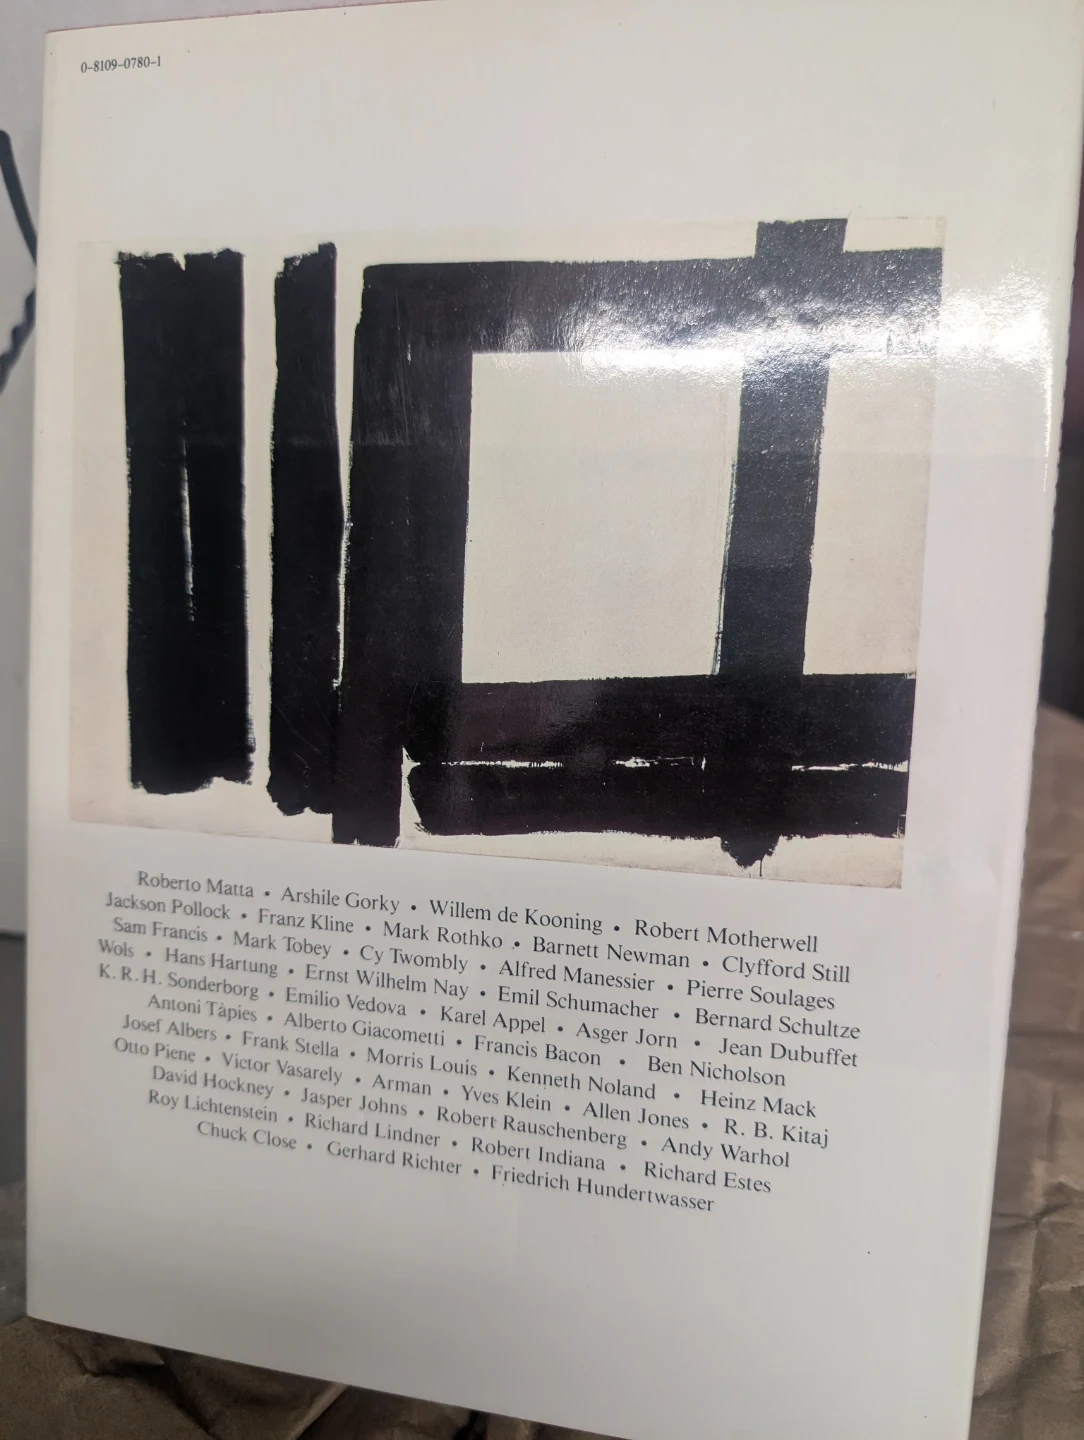 0-8109-0780-1
Roberto Matta • Arshile Gorky • Willem de Kooning • Robert Motherwell
Jackson Pollock • Franz Kline • Mark Rothko • Barnett Newman • Clyfford Still
Sam Francis • Mark Tobey • Cy Twombly • Alfred Manessier • Pierre Soulages
Wols • Hans Hartung • Ernst Wilhelm Nay • Emil Schumacher • Bernard Schultze
K. R. H. Sonderborg • Emilio Vedova • Karel Appel • Asger Jorn • Jean Dubuffet
Antoni Tàpies • Alberto Giacometti • Francis Bacon • Ben Nicholson
Josef Albers • Frank Stella • Morris Louis • Kenneth Noland • Heinz Mack
Otto Piene • Victor Vasarely • Arman • Yves Klein • Allen Jones • R. B. Kitaj
David Hockney • Jasper Johns • Robert Rauschenberg • Andy Warhol
Roy Lichtenstein • Richard Lindner • Robert Indiana • Richard Estes
Chuck Close • Gerhard Richter • Friedrich Hundertwasser